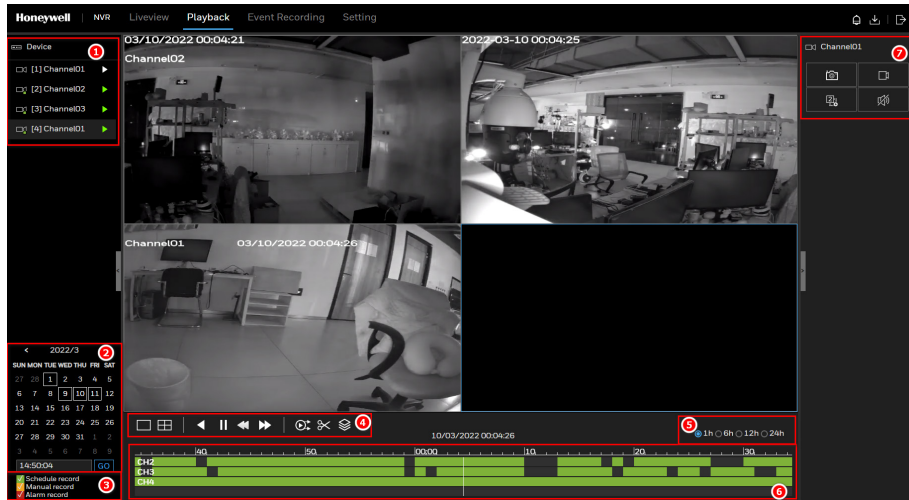 Honeywell NVR Liveview Playback Event Recording Setting
Device
1
[1] Channel01
[2] Channel02
[3] Channel03
[4] Channel01
03/10/2022 00:04:21
Channel02
2022-03-10 00:04:25
Channel01 03/10/2022 00:04:26
Channel01
7
2
< 2022/3
2
SUN MON TUE WED THU FRI SAT
27 28 1 2 3 4 5
6 7 8 9 10 11 12
13 14 15 16 17 18 19
20 21 22 23 24 25 26
27 28 29 30 31 1 2
3 4 5 6 7 8 9
14:50:04 GO
Schedule record
Manual record
Alarm record
3
4
10/03/2022 00:04:26
5
1h 6h 12h 24h
40 50 00:00 10 20 30
CH2
CH3
CH4
6